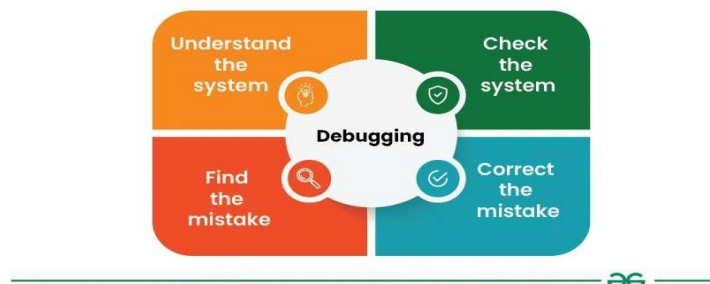 Understand
the
system
Check
the
system
Debugging
Find
the
mistake
Correct
the
mistake